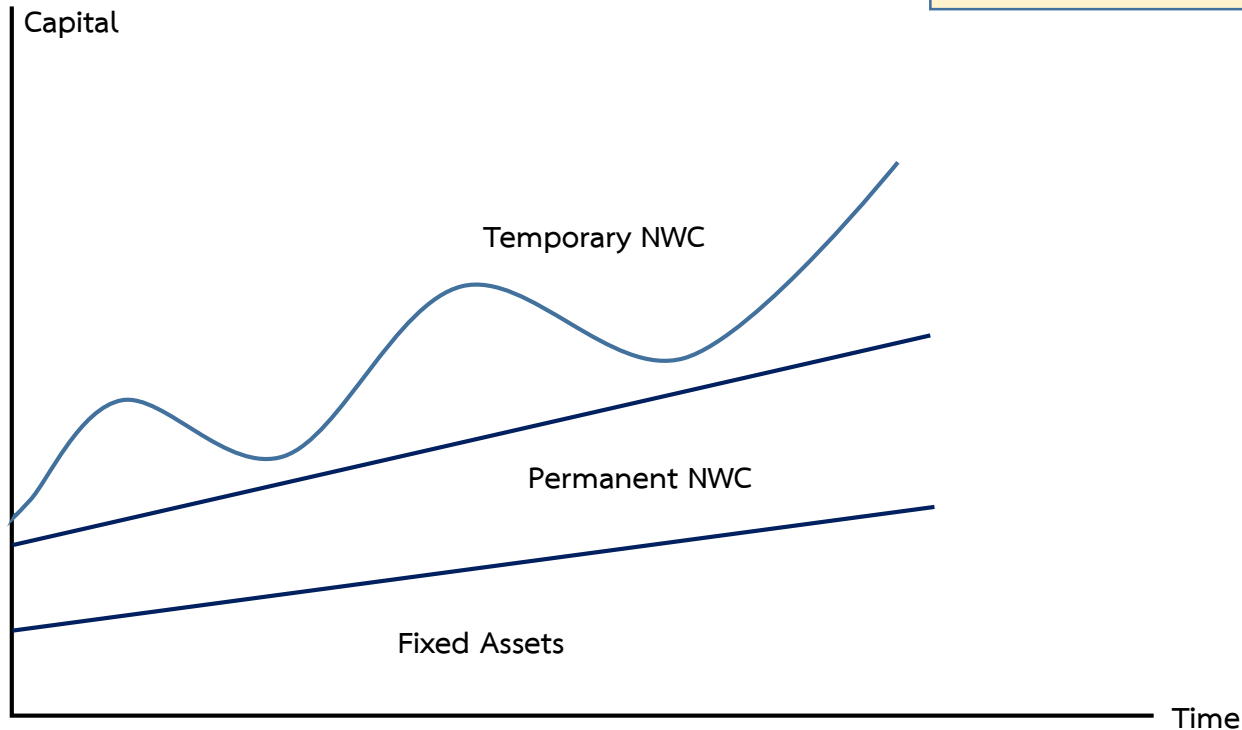 Capital
Temporary NWC
Permanent NWC
Fixed Assets
Time